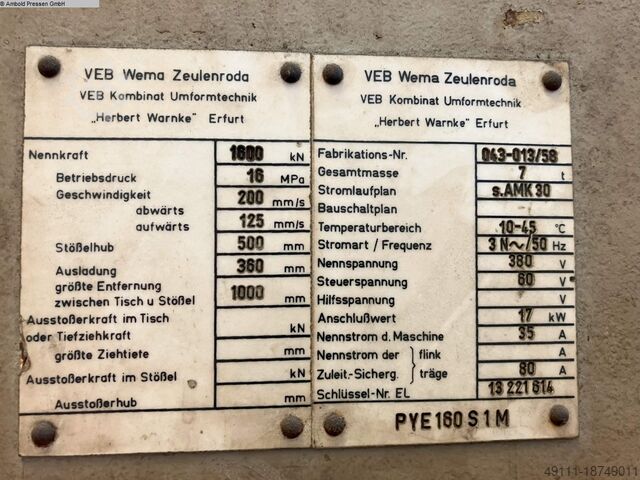 © Ambold Pressen GmbH
VEB Wema Zeulenroda
VEB Kombinat Umformtechnik
„Herbert Warnke" Erfurt
Nennkraft 1600 kN
Betriebsdruck 16 MPa
Geschwindigkeit 200 mm/s
abwärts
aufwärts 125 mm/s
Stößelhub 500 mm
Ausladung 360 mm
größte Entfernung
zwischen Tisch u Stößel 1000 mm
Ausstoßerkraft im Tisch
oder Tiefziehkraft kN
größte Ziehtiefe mm
Ausstoßerkraft im Stößel kN
Ausstoßerhub mm
VEB Wema Zeulenroda
VEB Kombinat Umformtechnik
„Herbert Warnke" Erfurt
Fabrikations-Nr. 043-013/58
Gesamtmasse 7 t
Stromlaufplan s.AMK 30
Bauschaltplan
Temperaturbereich 10-45 °C
Stromart / Frequenz 3 N~/50 Hz
Nennspannung 380 V
Steuerspannung 60 V
Hilfsspannung V
Anschlußwert 17 kW
Nennstrom d. Maschine 35 A
Nennstrom der flink A
Zuleit.-Sicherg. träge 80 A
Schlüssel-Nr. EL 13 221 614
PYE 160 S 1 M
49111-18749011